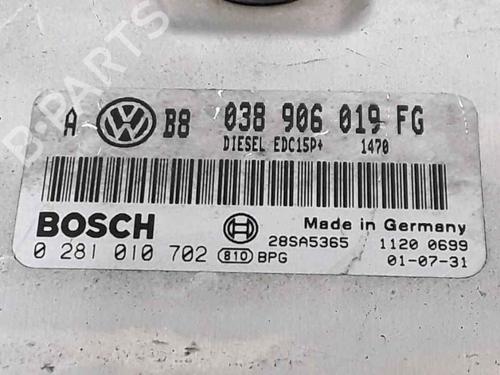 A B8 038 906 019 FG
DIESEL EDC15P+ 1470
BOSCH
Made in Germany
28SA5365 1120 0699
0 281 010 702 810 BPG 01-07-31
B-PARTS